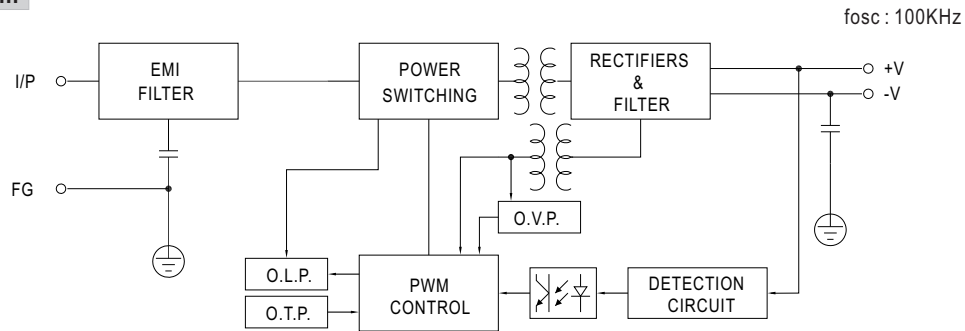 fosc : 100KHz
I/P
EMI
FILTER
POWER
SWITCHING
RECTIFIERS
&
FILTER
+V
-V
FG
O.V.P.
O.L.P.
O.T.P.
PWM
CONTROL
DETECTION
CIRCUIT